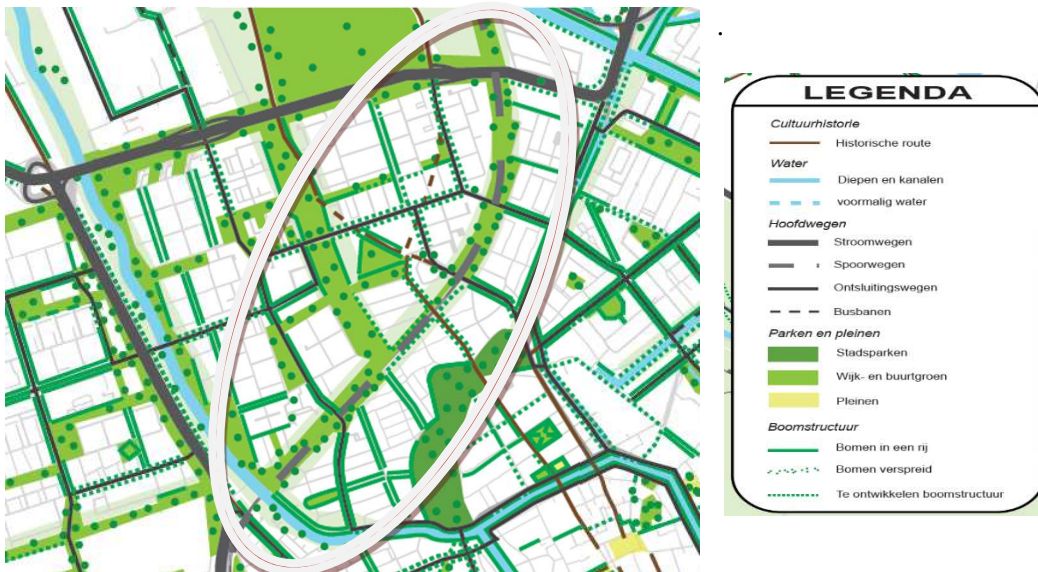 .
LEGENDA
Cultuurhistorie
Historische route
Water
Diepen en kanalen
voormalig water
Hoofdwegen
Stroomwegen
Spoorwegen
Ontsluitingswegen
Busbanen
Parken en pleinen
Stadsparken
Wijk- en buurtgroen
Pleinen
Boomstructuur
Bomen in een rij
Bomen verspreid
Te ontwikkelen boomstructuur